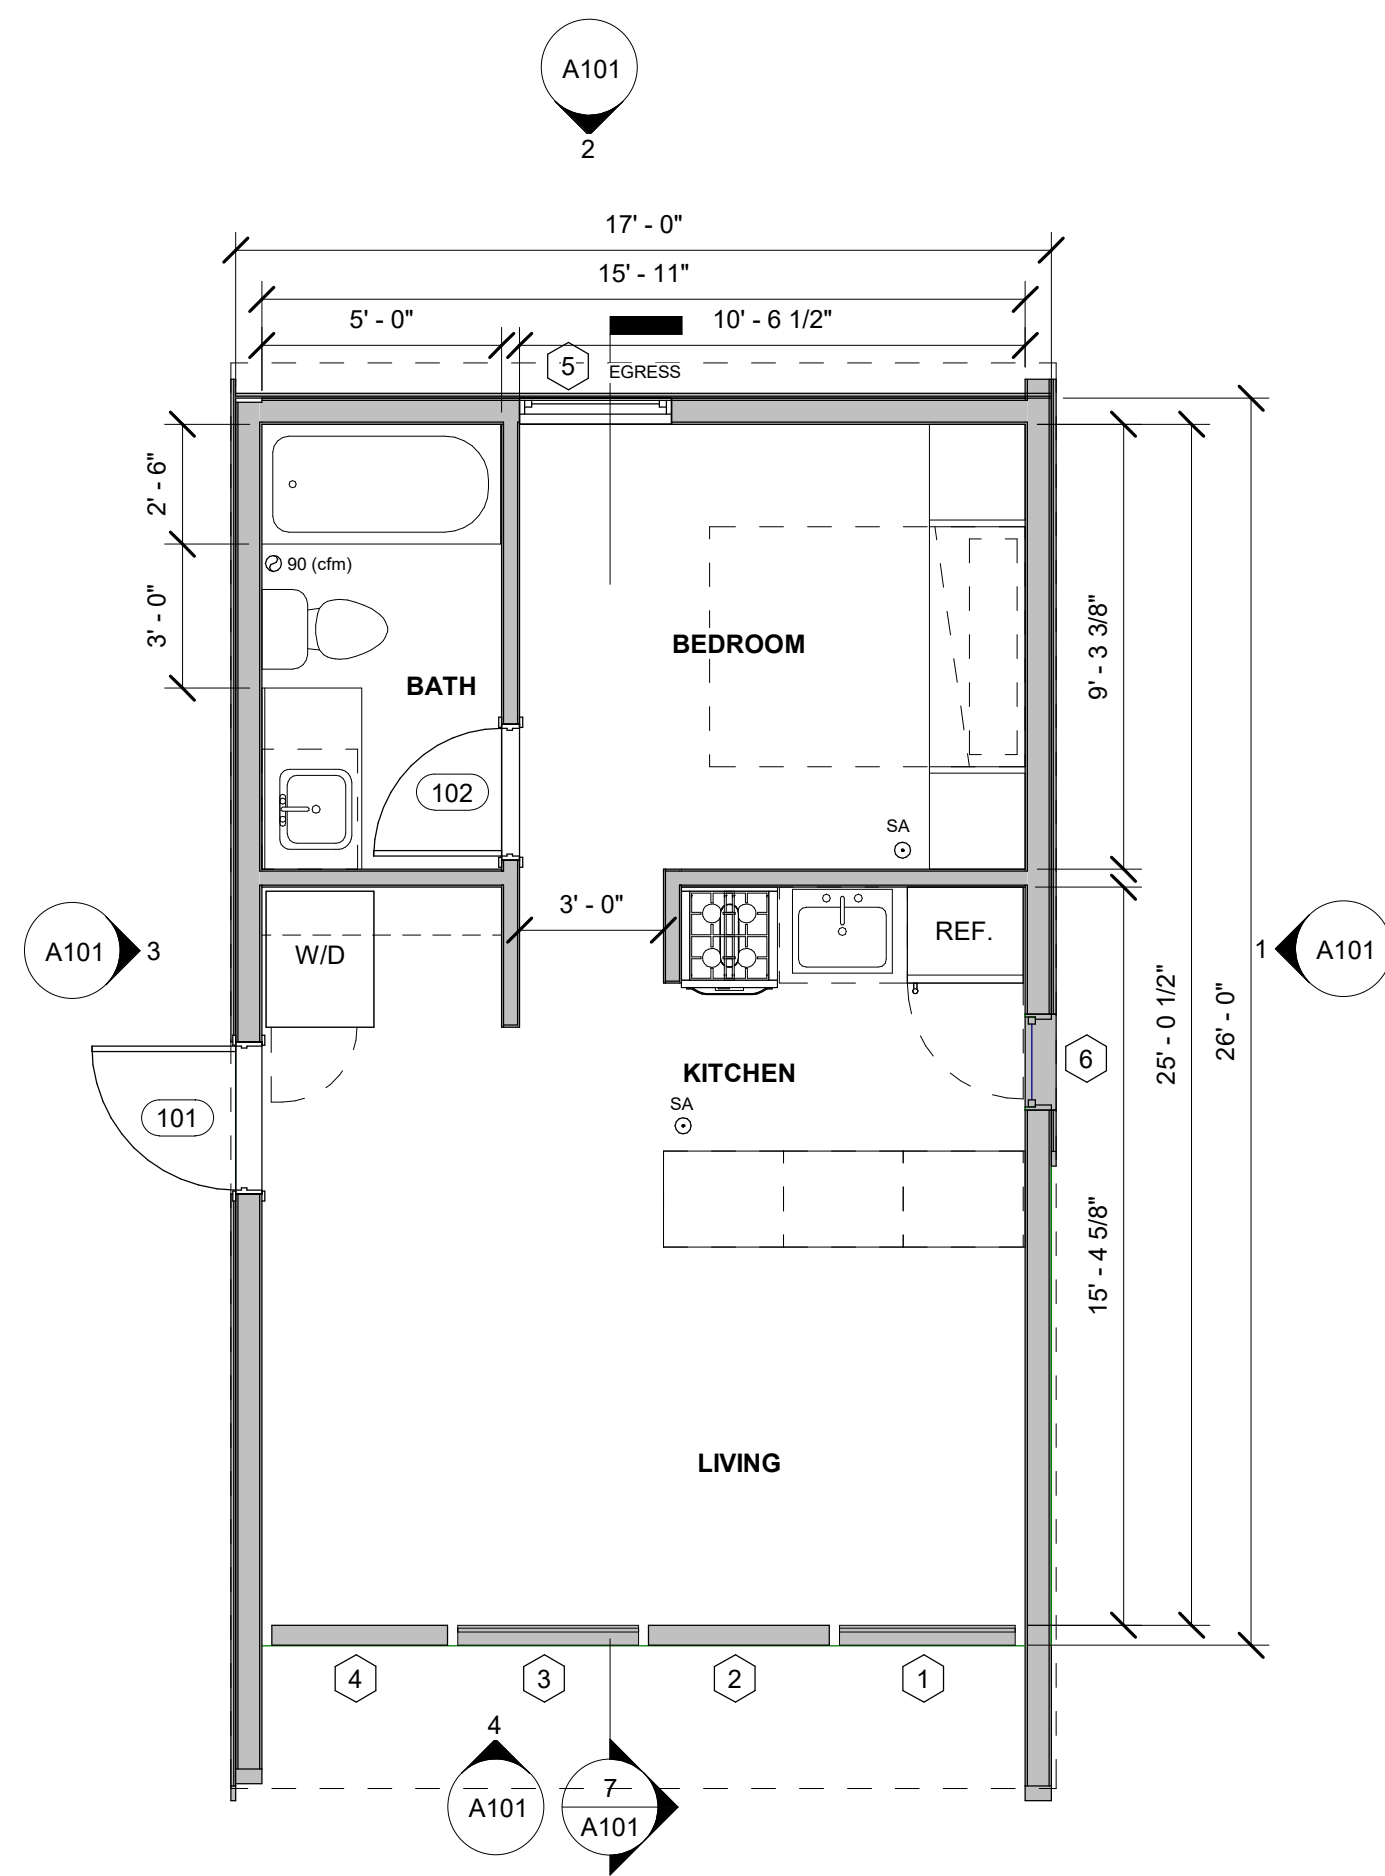 A101
2
17' - 0"
15' - 11"
5' - 0"
10' - 6 1/2"
5
EGRESS
2' - 6"
90 (cfm)
3' - 0"
9' - 3 3/8"
BEDROOM
BATH
102
SA
3' - 0"
W/D
REF.
A101
3
1
A101
25' - 0 1/2"
26' - 0"
6
KITCHEN
SA
101
15' - 4 5/8"
LIVING
4
3
2
1
4
A101
7
A101